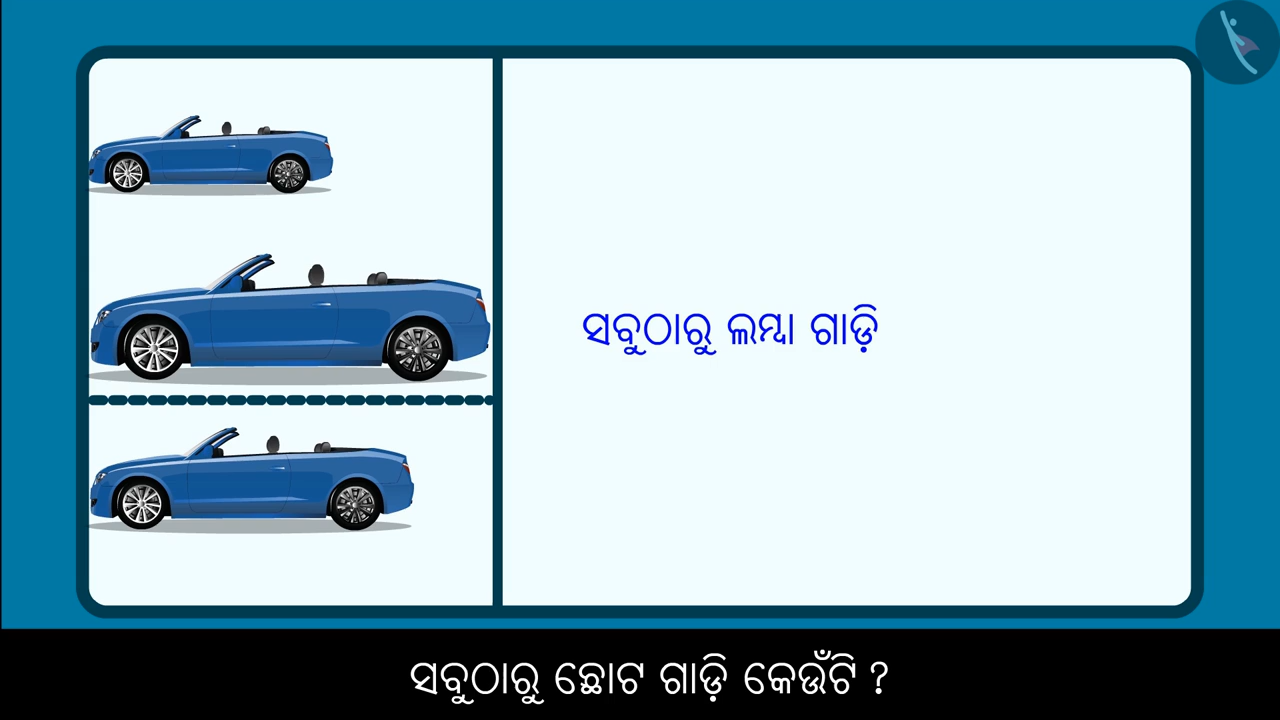 ସବୁଠାରୁ ଲମ୍ବା ଗାଡ଼ି
ସବୁଠାରୁ ଛୋଟ ଗାଡ଼ି କେଉଁଟି ?